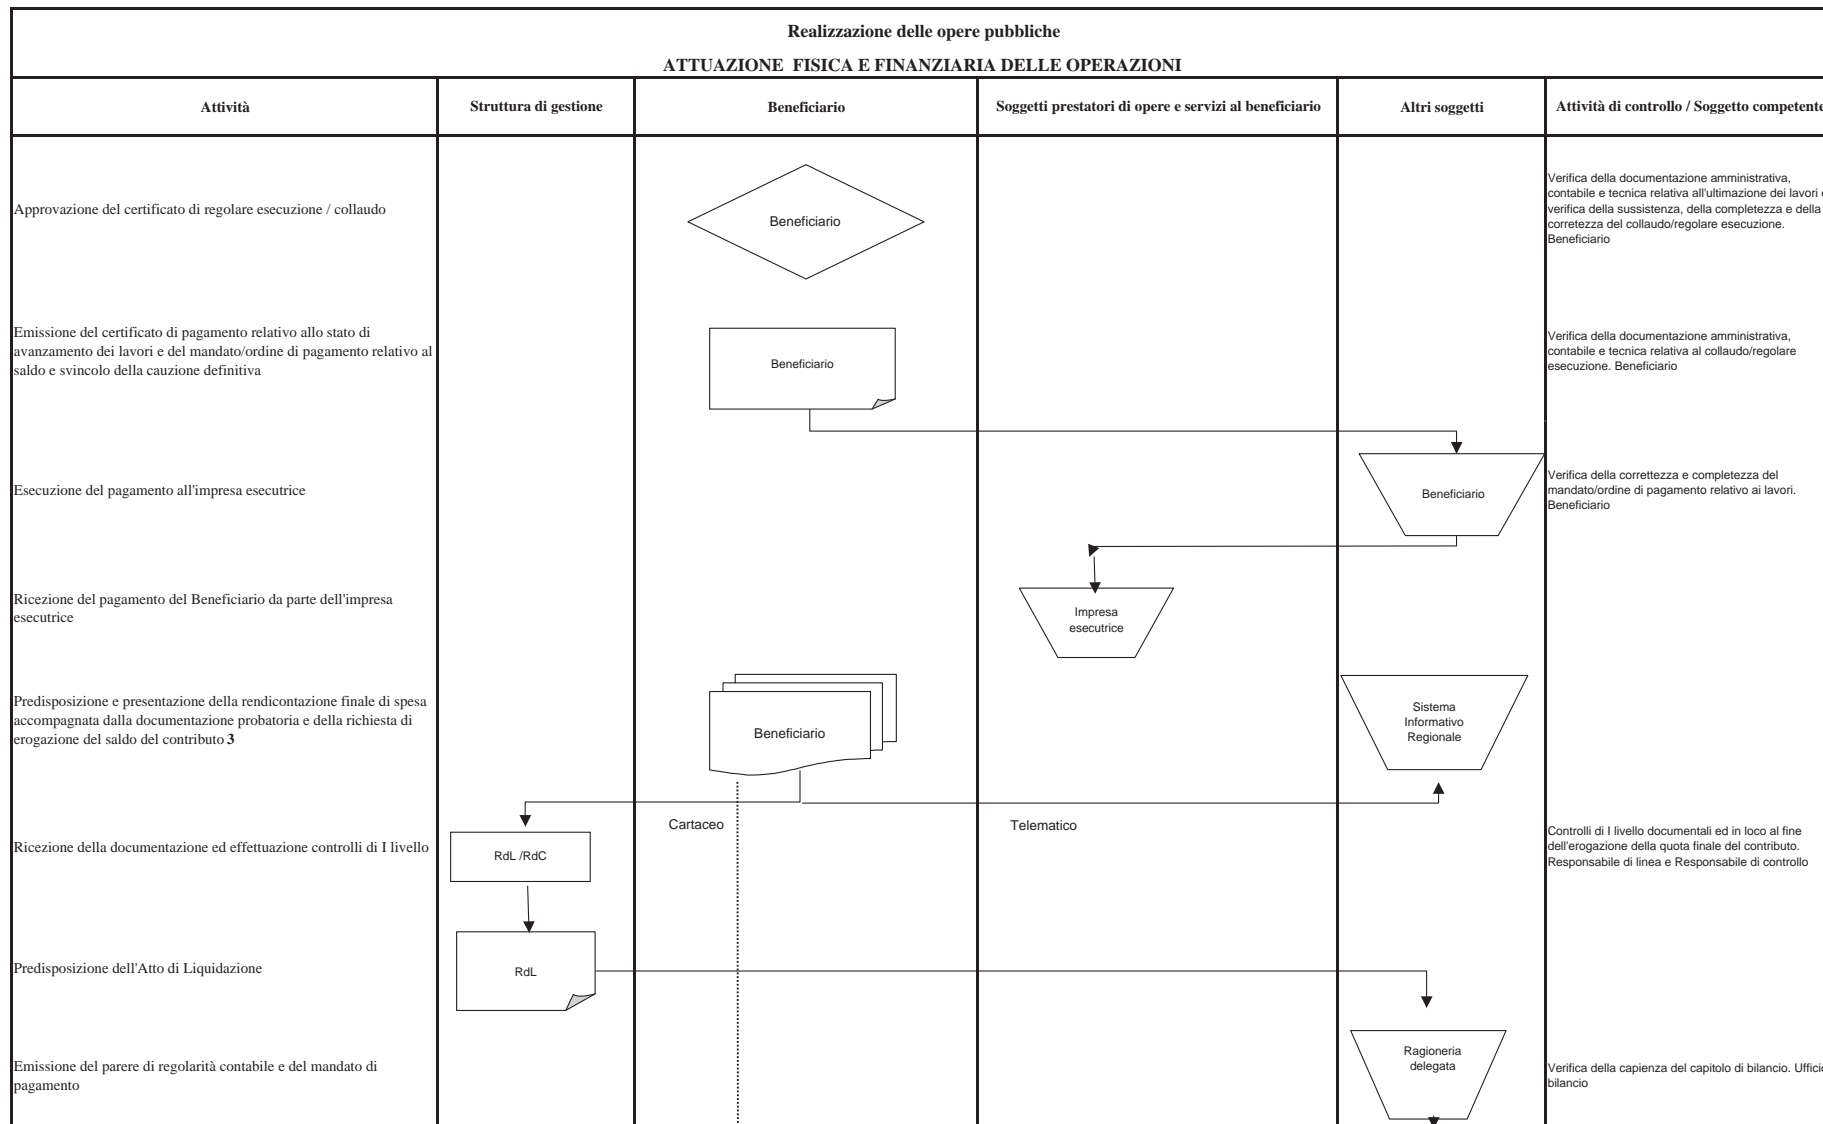 Realizzazione delle opere pubbliche
ATTUAZIONE FISICA E FINANZIARIA DELLE OPERAZIONI
Attività
Struttura di gestione
Beneficiario
Soggetti prestatori di opere e servizi al beneficiario
Altri soggetti
Attività di controllo / Soggetto competente
Approvazione del certificato di regolare esecuzione / collaudo
Beneficiario
Verifica della documentazione amministrativa,
contabile e tecnica relativa all'ultimazione dei lavori e
verifica della sussistenza, della completezza e della
corretezza del collaudo/regolare esecuzione.
Beneficiario
Emissione del certificato di pagamento relativo allo stato di
avanzamento dei lavori e del mandato/ordine di pagamento relativo al
saldo e svincolo della cauzione definitiva
Beneficiario
Verifica della documentazione amministrativa,
contabile e tecnica relativa al collaudo/regolare
esecuzione. Beneficiario
Esecuzione del pagamento all'impresa esecutrice
Beneficiario
Verifica della correttezza e completezza del
mandato/ordine di pagamento relativo ai lavori.
Beneficiario
Ricezione del pagamento del Beneficiario da parte dell'impresa
esecutrice
Impresa
esecutrice
Predisposizione e presentazione della rendicontazione finale di spesa
accompagnata dalla documentazione probatoria e della richiesta di
erogazione del saldo del contributo 3
Beneficiario
Sistema
Informativo
Regionale
Cartaceo
Telematico
Ricezione della documentazione ed effettuazione controlli di I livello
RdL /RdC
Controlli di I livello documentali ed in loco al fine
dell'erogazione della quota finale del contributo.
Responsabile di linea e Responsabile di controllo
Predisposizione dell'Atto di Liquidazione
RdL
Emissione del parere di regolarità contabile e del mandato di
pagamento
Ragioneria
delegata
Verifica della capienza del capitolo di bilancio. Ufficio
bilancio